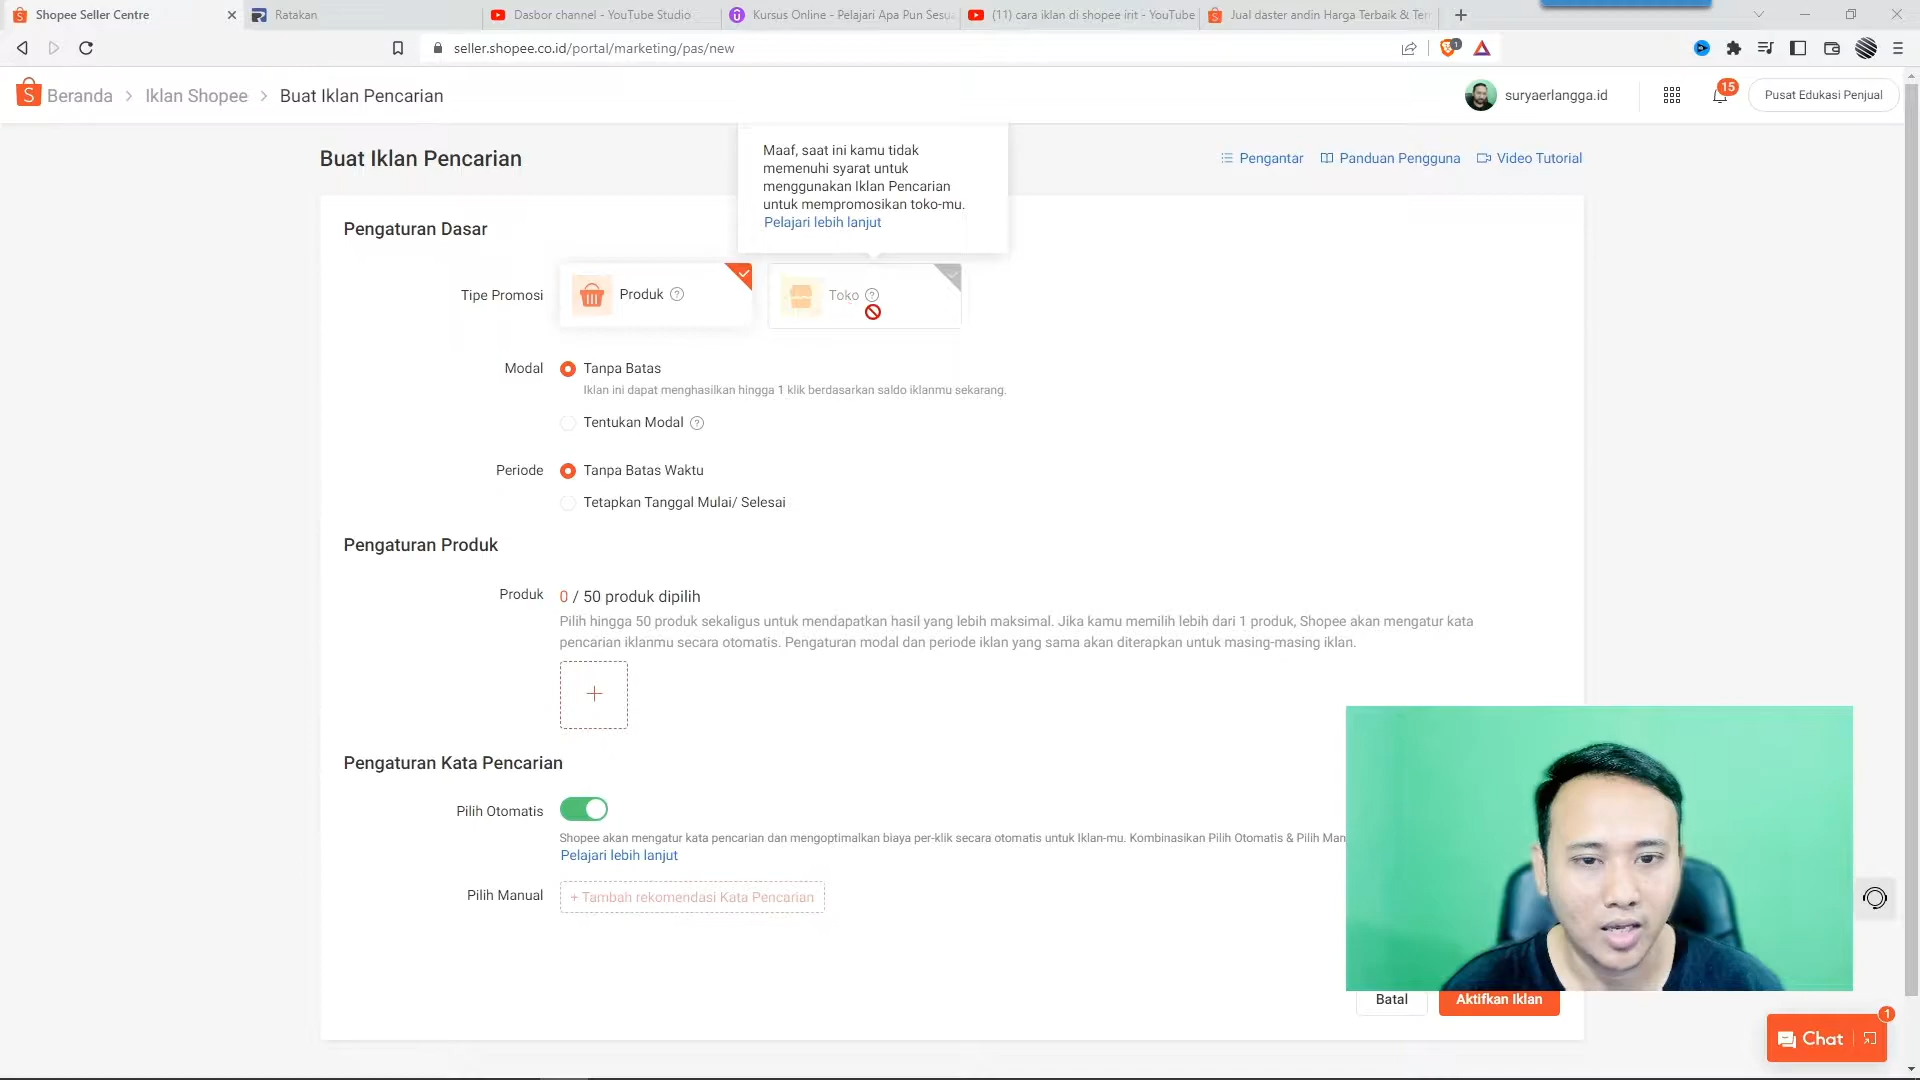 Shopee Seller Centre
Ratakan
Dasbor channel - YouTube Studio
Kursus Online - Pelajari Apa Pun Sesua
(11) cara iklan di shopee irit - YouTube
Jual daster andin Harga Terbaik & Ter
seller.shopee.co.id/portal/marketing/pas/new
1
Beranda > Iklan Shopee > Buat Iklan Pencarian
suryaerlangga.id
15
Pusat Edukasi Penjual
Buat Iklan Pencarian
Pengantar
Panduan Pengguna
Video Tutorial
Maaf, saat ini kamu tidak
memenuhi syarat untuk
menggunakan Iklan Pencarian
untuk mempromosikan toko-mu.
Pelajari lebih lanjut
Pengaturan Dasar
Tipe Promosi
Produk
Toko
Modal
Tanpa Batas
Iklan ini dapat menghasilkan hingga 1 klik berdasarkan saldo iklanmu sekarang.
Tentukan Modal
Periode
Tanpa Batas Waktu
Tetapkan Tanggal Mulai/ Selesai
Pengaturan Produk
Produk
0 / 50 produk dipilih
Pilih hingga 50 produk sekaligus untuk mendapatkan hasil yang lebih maksimal. Jika kamu memilih lebih dari 1 produk, Shopee akan mengatur kata
pencarian iklanmu secara otomatis. Pengaturan modal dan periode iklan yang sama akan diterapkan untuk masing-masing iklan.
Pengaturan Kata Pencarian
Pilih Otomatis
Shopee akan mengatur kata pencarian dan mengoptimalkan biaya per-klik secara otomatis untuk Iklan-mu. Kombinasikan Pilih Otomatis & Pilih Man
Pelajari lebih lanjut
Pilih Manual
+ Tambah rekomendasi Kata Pencarian
Batal
Aktifkan Iklan
Chat
1